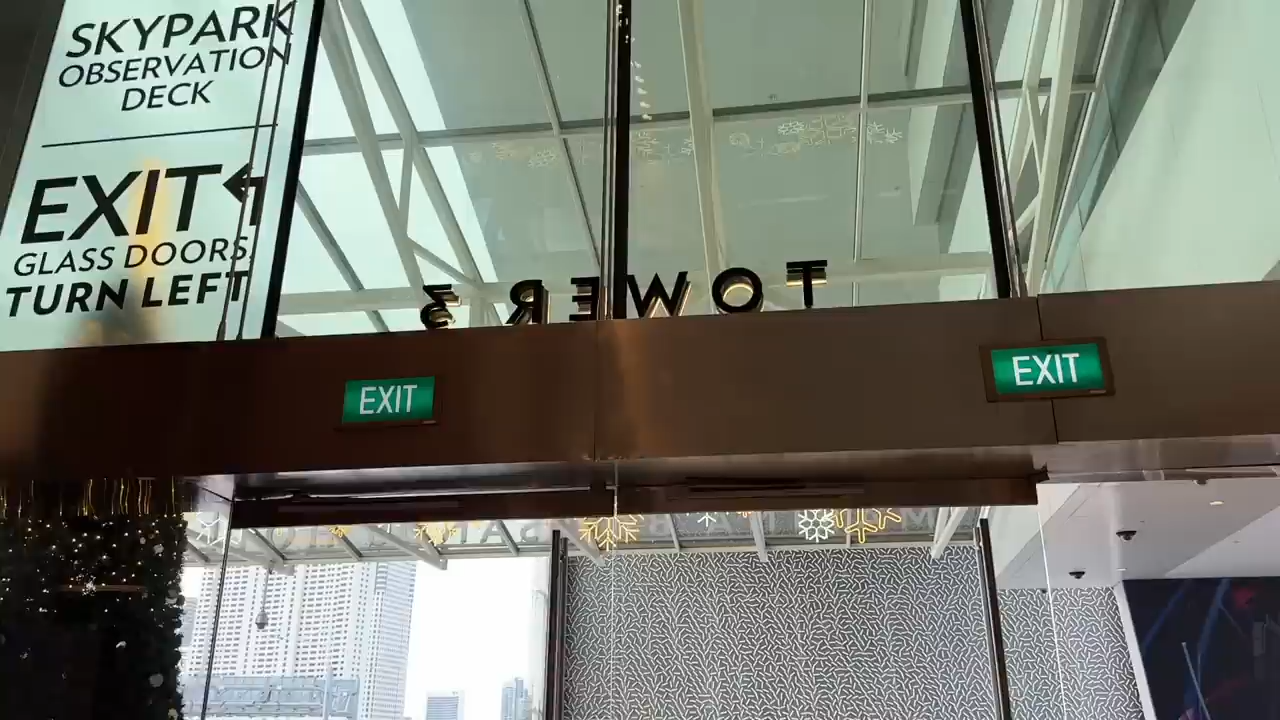 SKYPARK
OBSERVATION
DECK
EXIT
GLASS DOORS
TURN LEFT
TOWER 3
EXIT
EXIT